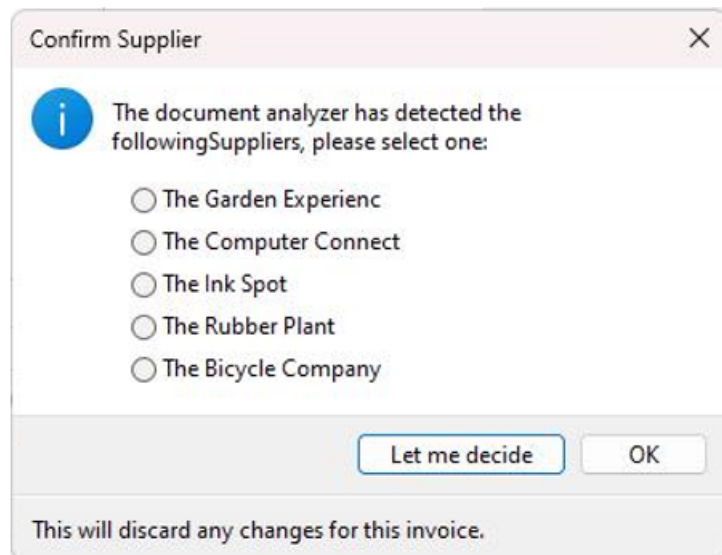 Confirm Supplier
The document analyzer has detected the
followingSuppliers, please select one:
The Garden Experienc
The Computer Connect
The Ink Spot
The Rubber Plant
The Bicycle Company
Let me decide
OK
This will discard any changes for this invoice.